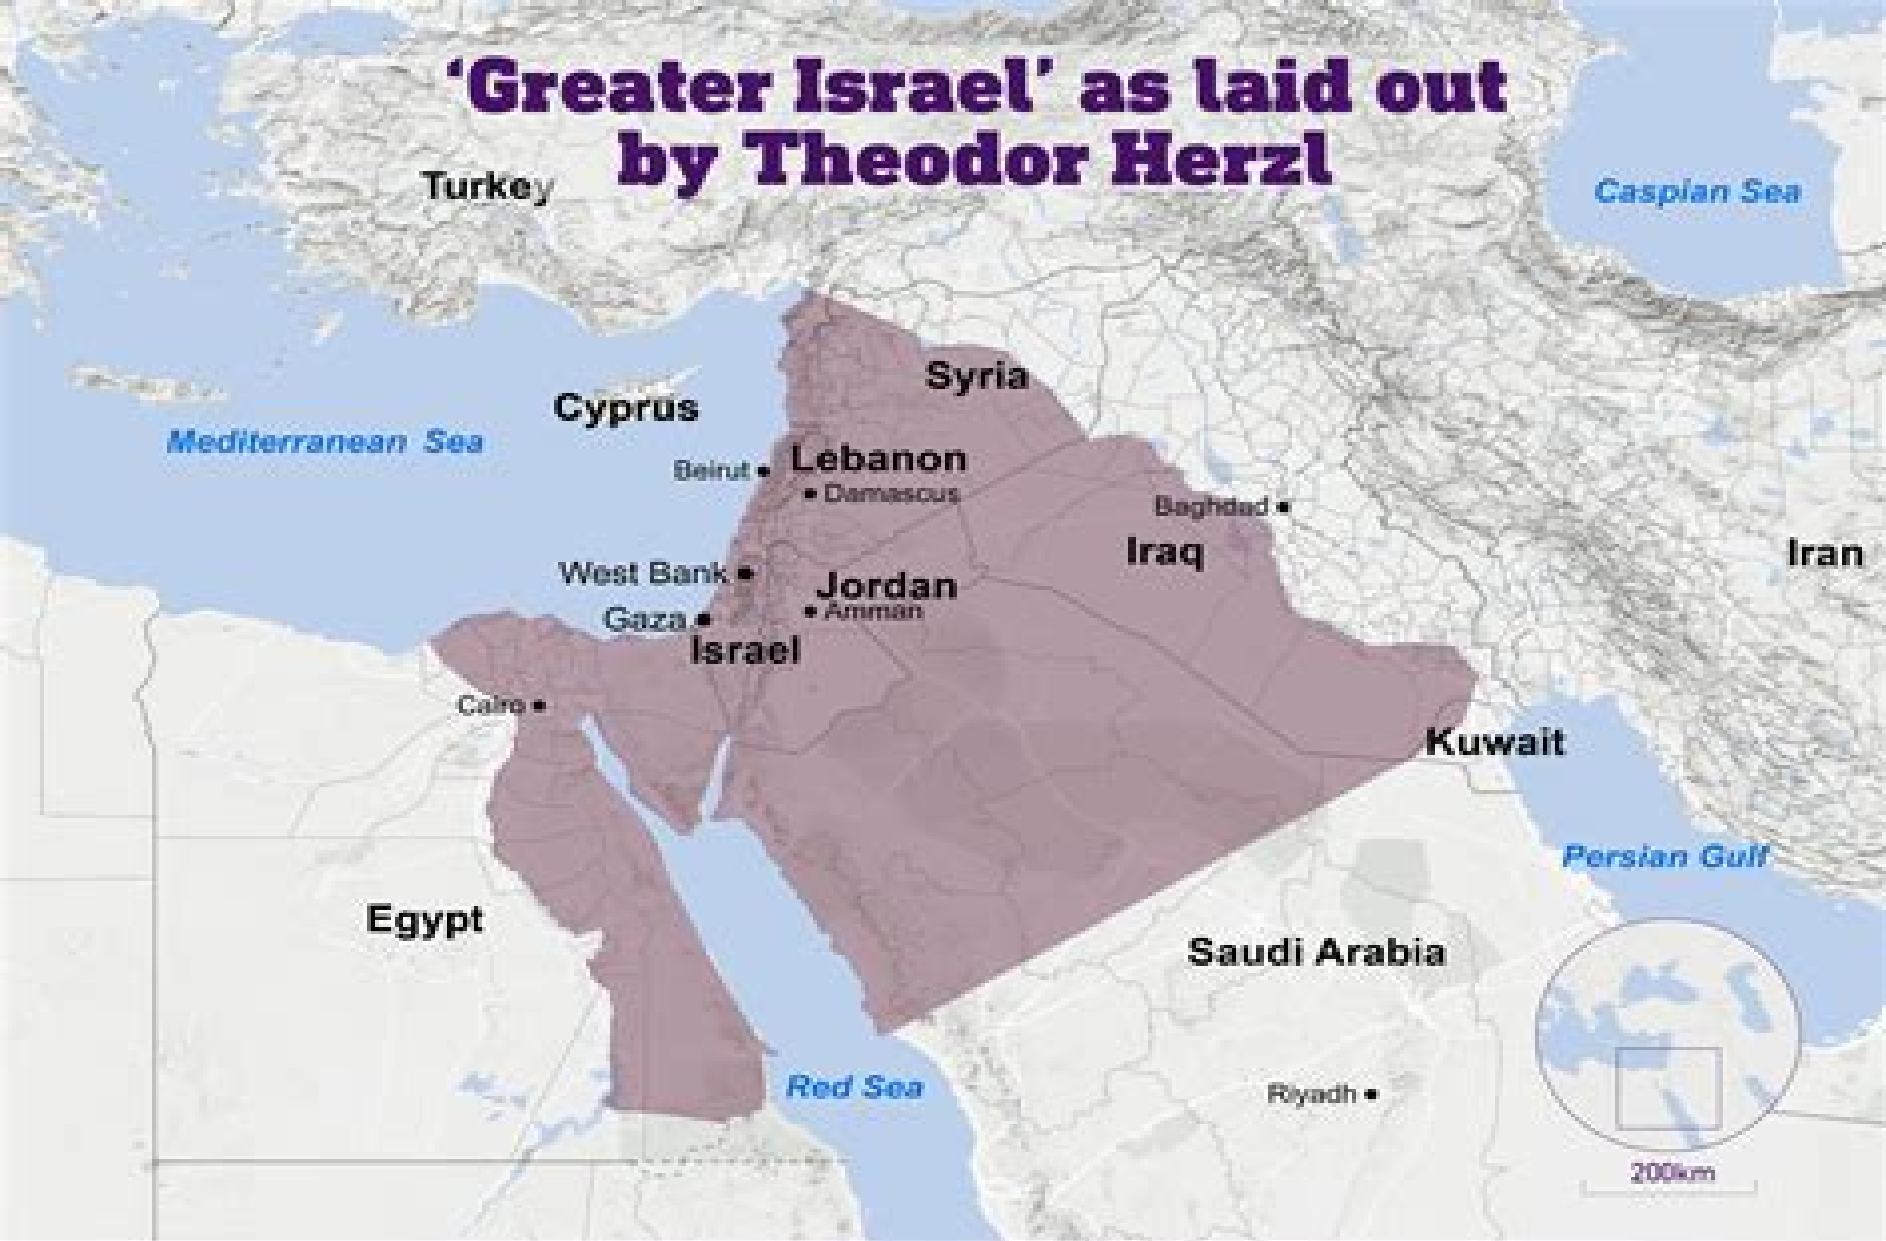 ‘Greater Israel’ as laid out
by Theodor Herzl
Turkey
Caspian Sea
Syria
Cyprus
Mediterranean Sea
Lebanon
Beirut
Damascus
Baghdad
Iraq
Iran
West Bank
Jordan
Amman
Gaza
Israel
Cairo
Kuwait
Persian Gulf
Egypt
Saudi Arabia
Red Sea
Riyadh
200km